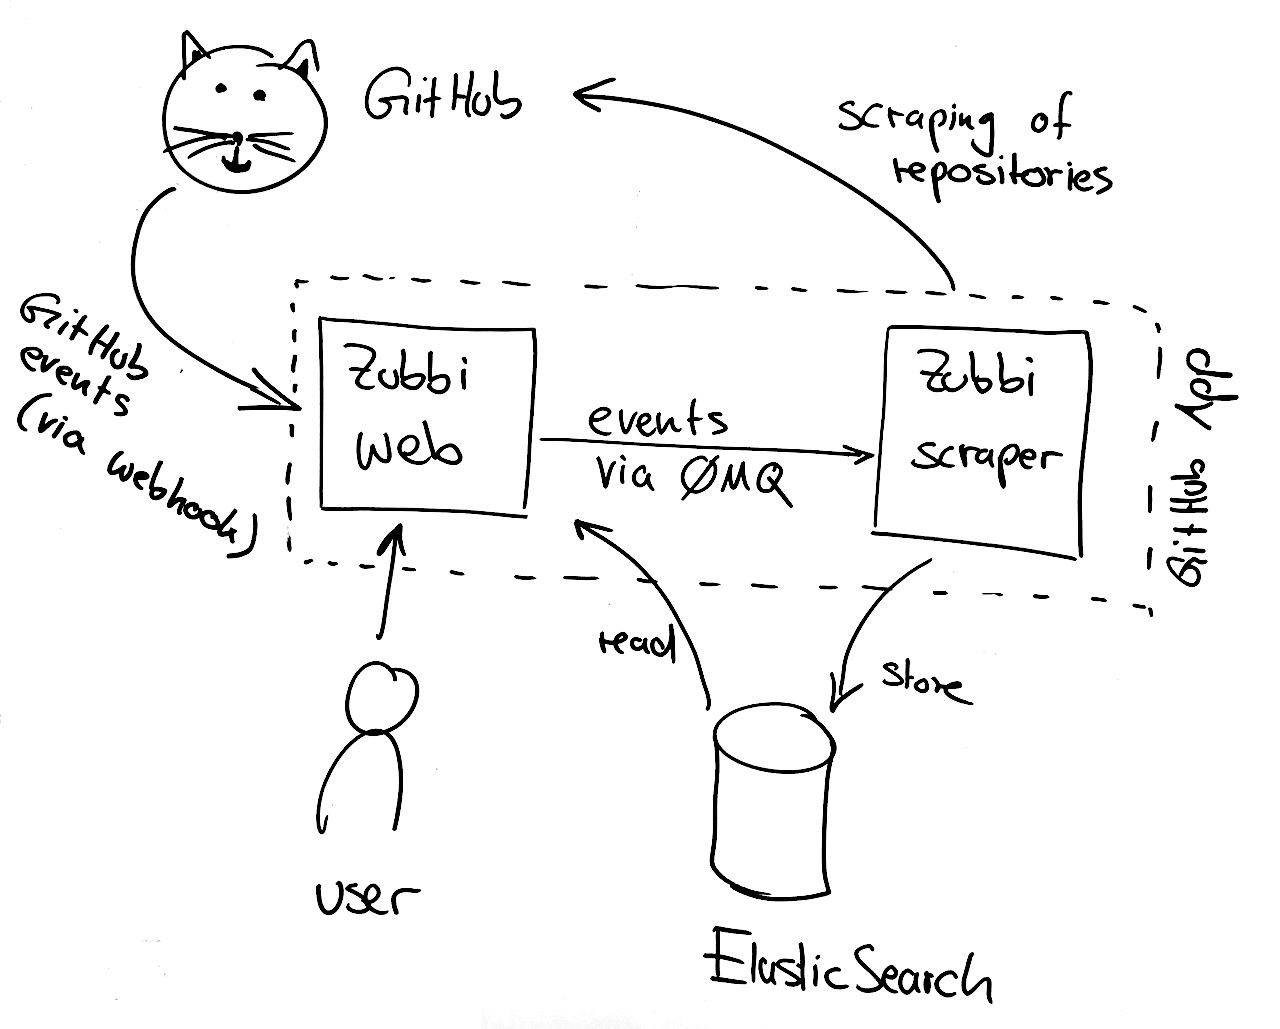 GitHub
scraping of
repositories
GitHub
events
(via webhook)
Zubbi
web
events
via ØMQ
Zubbi
scraper
GitHub App
read
store
user
ElasticSearch